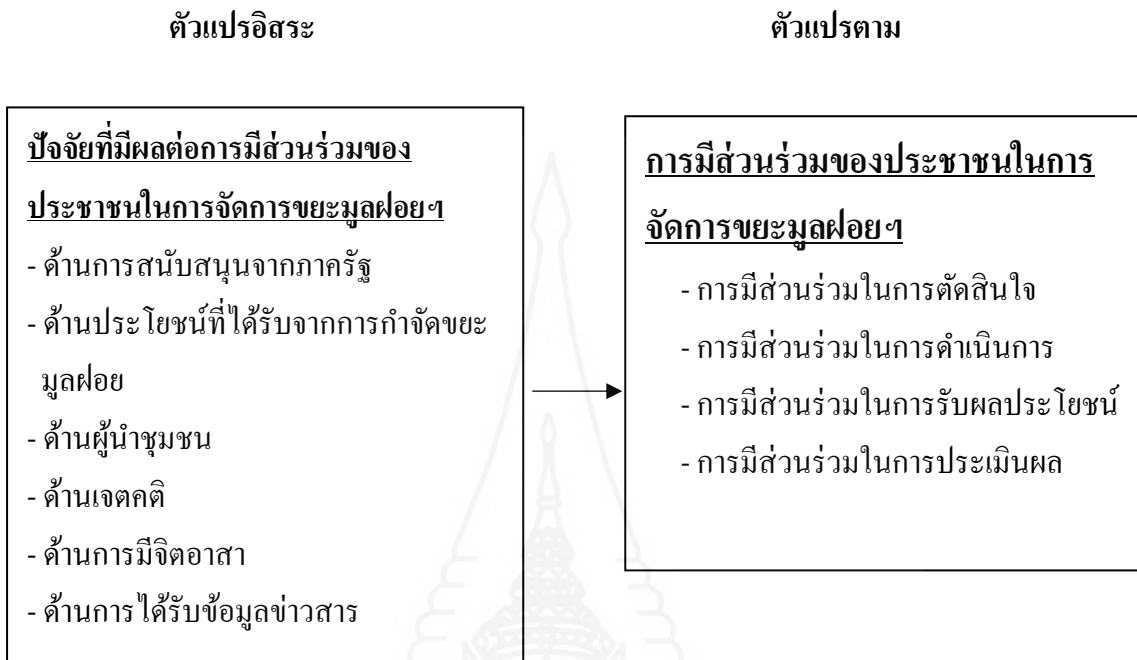 ตัวแปรอิสระ
ตัวแปรตาม
ปัจจัยที่มีผลต่อการมีส่วนร่วมของ
ประชาชนในการจัดการขยะมูลฝอยฯ
- ด้านการสนับสนุนจากภาครัฐ
- ด้านประโยชน์ที่ได้รับจากการกำจัดขยะ
มูลฝอย
- ด้านผู้นำชุมชน
- ด้านเจตคติ
- ด้านการมีจิตอาสา
- ด้านการได้รับข้อมูลข่าวสาร
การมีส่วนร่วมของประชาชนในการ
จัดการขยะมูลฝอยฯ
- การมีส่วนร่วมในการตัดสินใจ
- การมีส่วนร่วมในการดำเนินการ
- การมีส่วนร่วมในการรับผลประโยชน์
- การมีส่วนร่วมในการประเมินผล